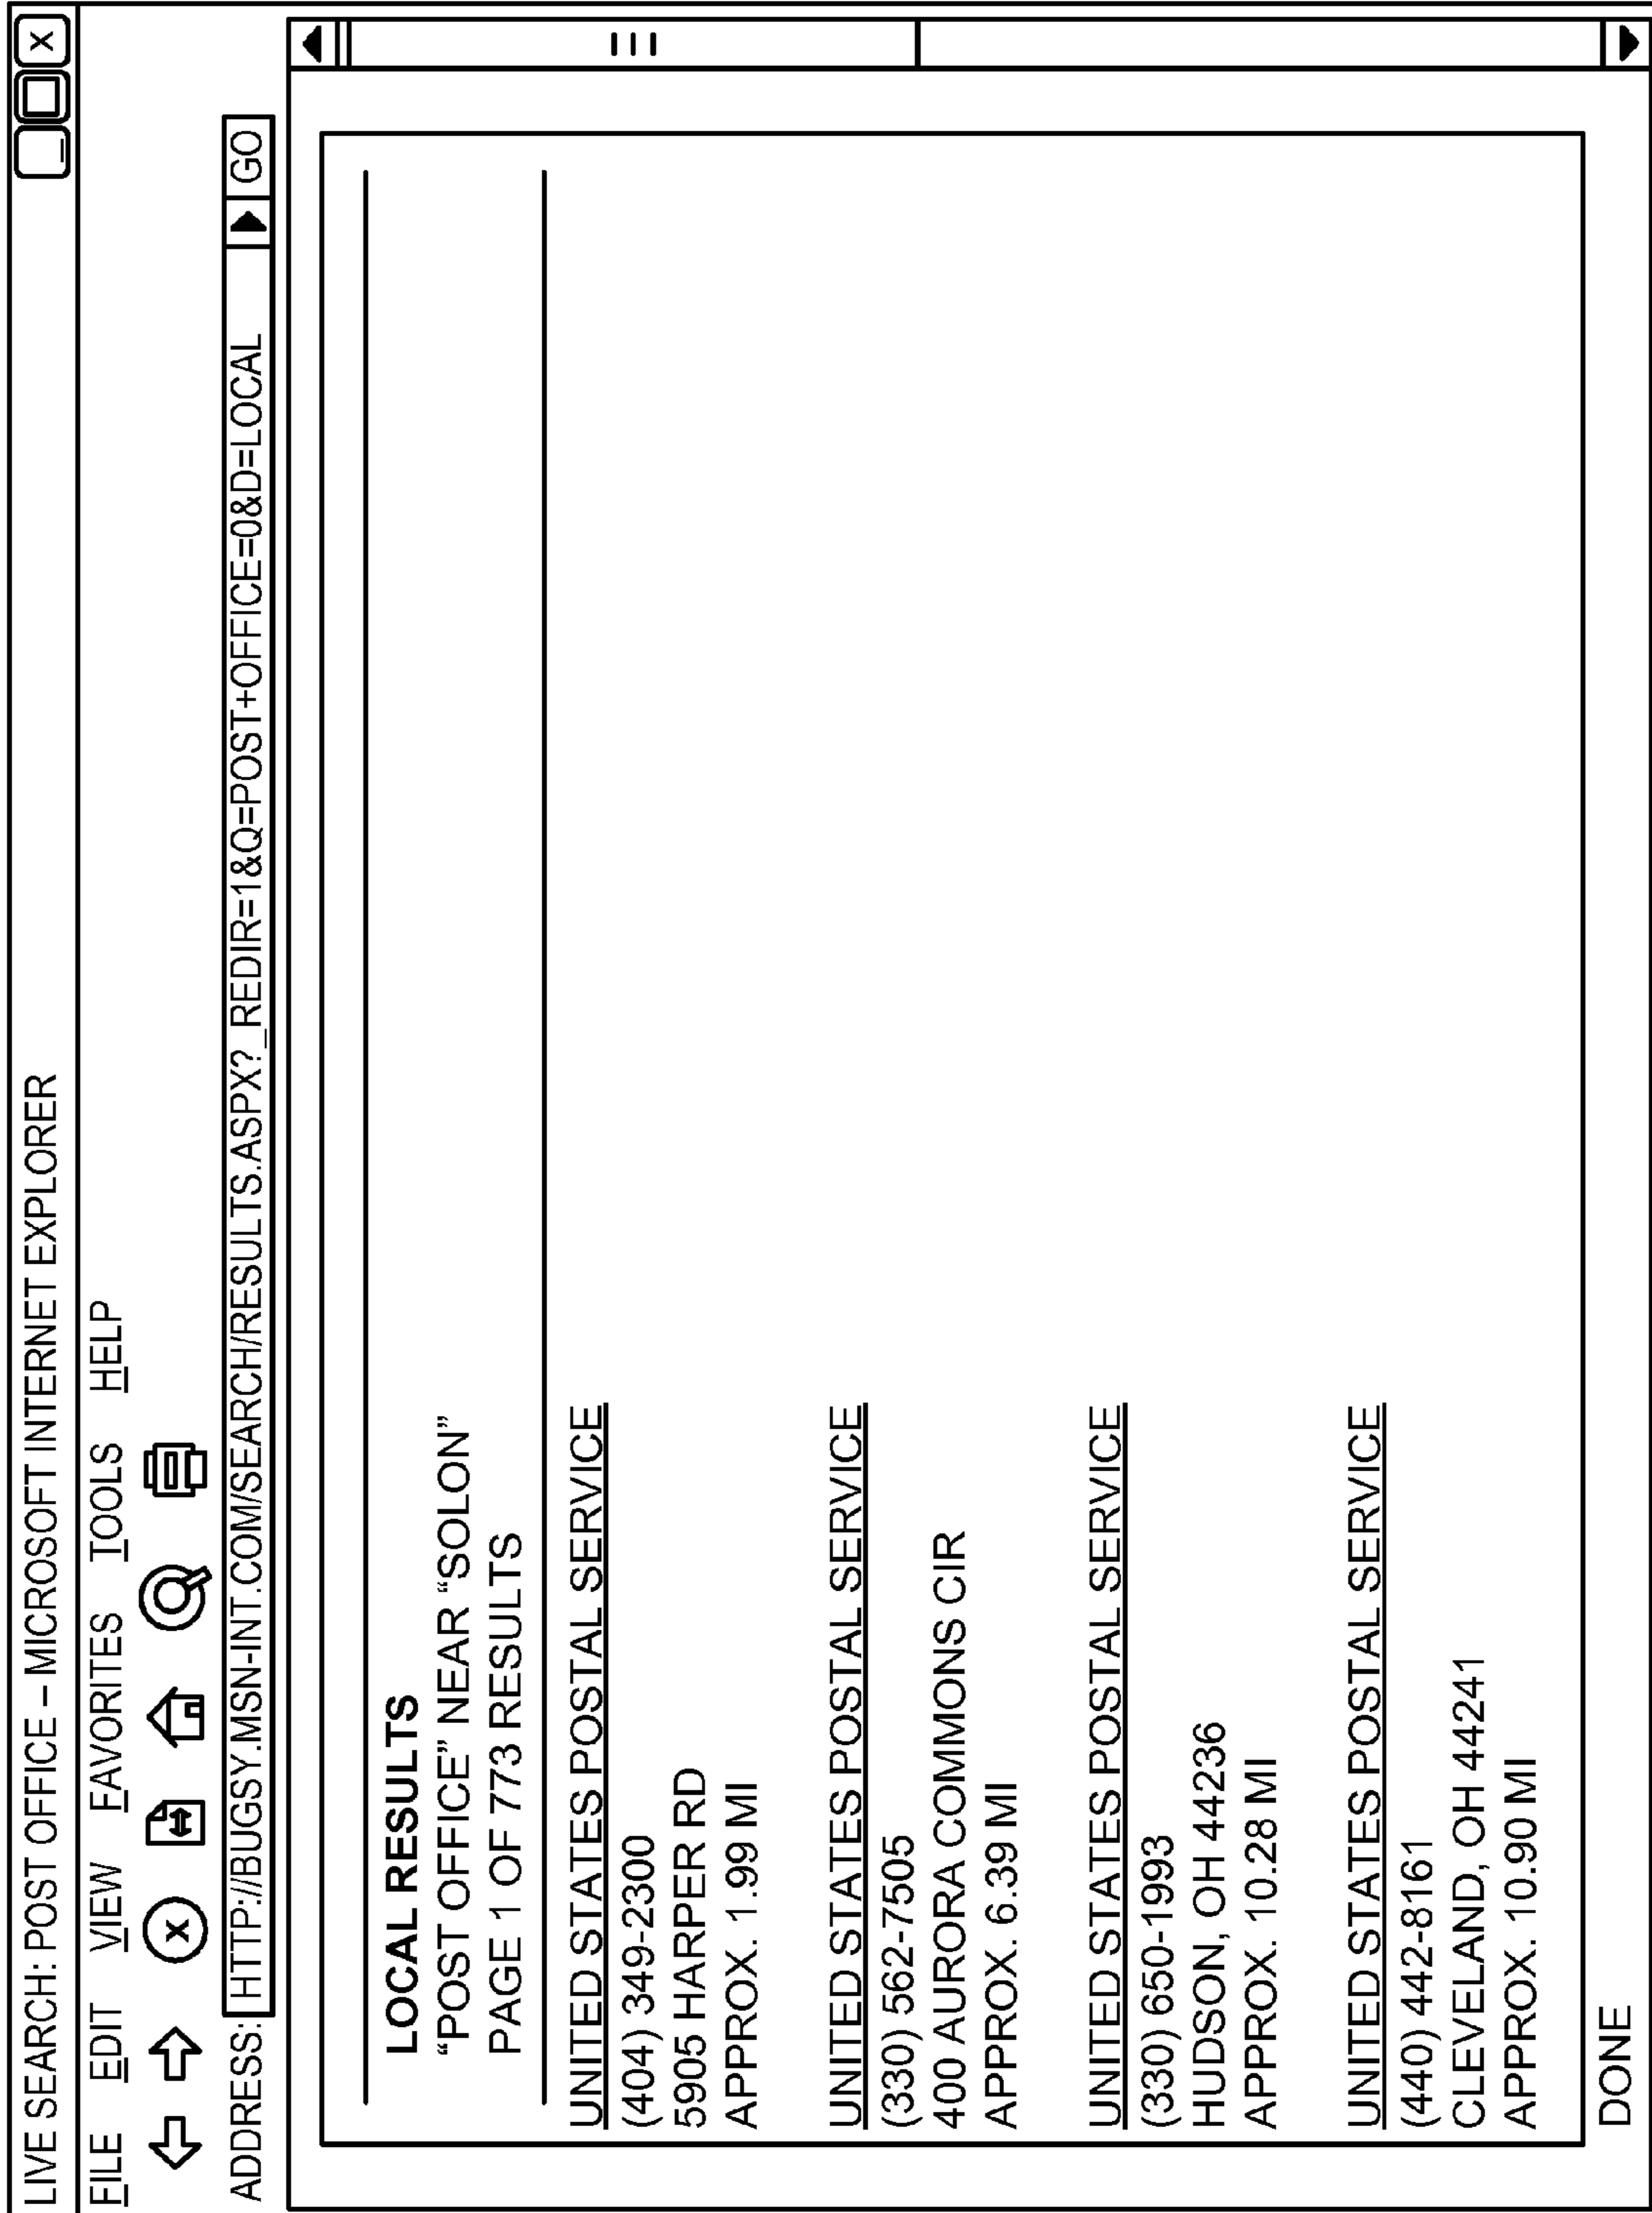 LIVE SEARCH: POST OFFICE – MICROSOFT INTERNET EXPLORER
_ X
FILE EDIT VIEW FAVORITES TOOLS HELP
X
ADDRESS: HTTP://BUGSY.MSN-INT.COM/SEARCH/RESULTS.ASPX?_REDIR=1&Q=POST+OFFICE=0&D=LOCAL GO
LOCAL RESULTS
“POST OFFICE” NEAR “SOLON”
PAGE 1 OF 773 RESULTS
UNITED STATES POSTAL SERVICE
(404) 349-2300
5905 HARPER RD
APPROX. 1.99 MI
UNITED STATES POSTAL SERVICE
(330) 562-7505
400 AURORA COMMONS CIR
APPROX. 6.39 MI
UNITED STATES POSTAL SERVICE
(330) 650-1993
HUDSON, OH 44236
APPROX. 10.28 MI
UNITED STATES POSTAL SERVICE
(440) 442-8161
CLEVELAND, OH 44241
APPROX. 10.90 MI
DONE